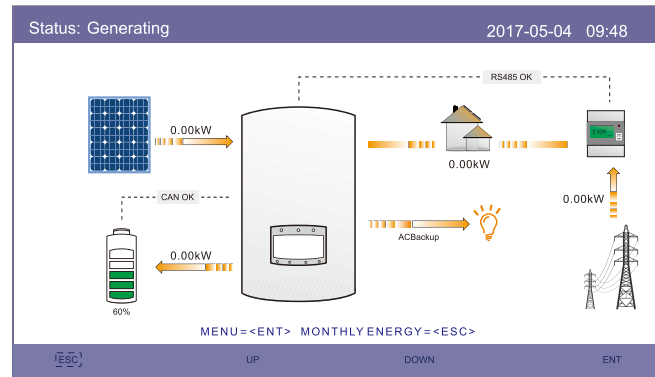 Status: Generating
2017-05-04 09:48
RS485 OK
0.00kW
0.00kW
CAN OK
0.00kW
0.00kW
ACBackup
60%
MENU=<ENT> MONTHLY ENERGY=<ESC>
ESC
UP
DOWN
ENT